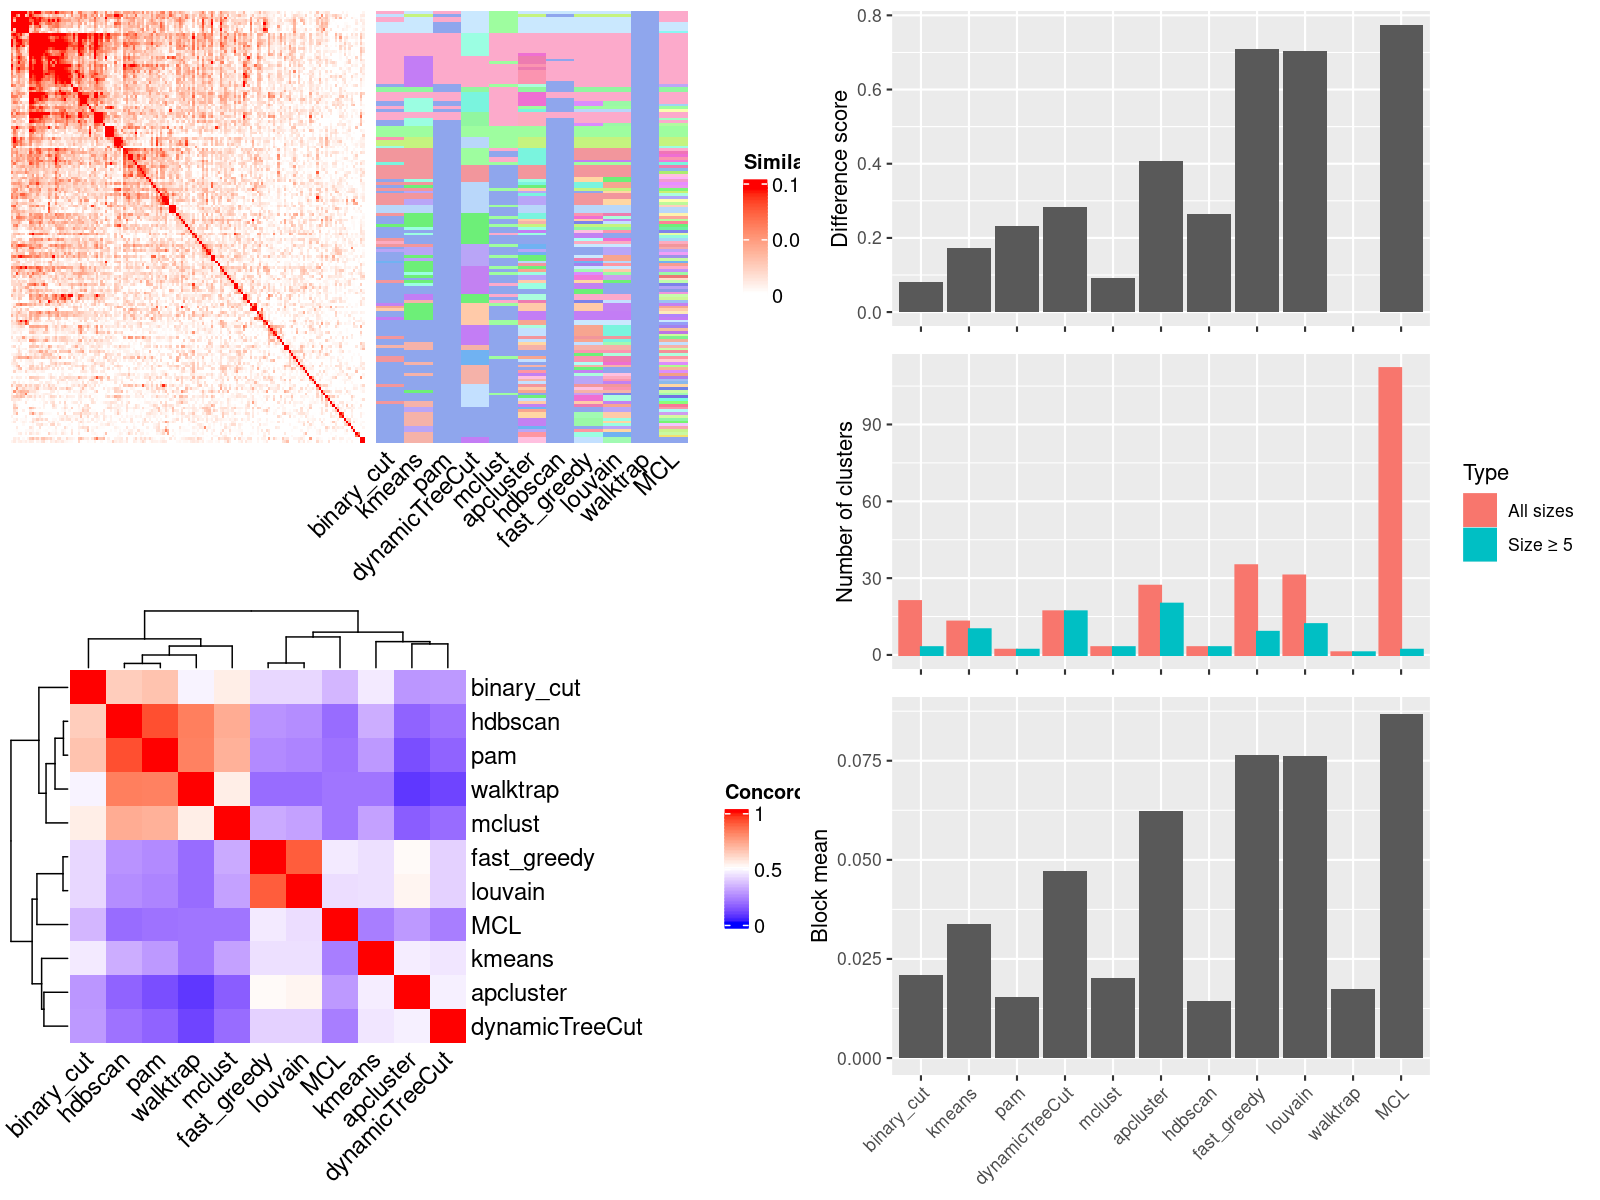 Simila
0.1
0.0
0
binary_cut
kmeans
pam
dynamicTreeCut
mclust
apcluster
hdbscan
fast_greedy
louvain
walktrap
MCL
binary_cut
hdbscan
pam
walktrap
mclust
fast_greedy
louvain
MCL
kmeans
apcluster
dynamicTreeCut
binary_cut
hdbscan
pam
walktrap
mclust
fast_greedy
louvain
MCL
kmeans
apcluster
dynamicTreeCut
Concord
1
0.5
0
Difference score
0.8
0.6
0.4
0.2
0.0
Number of clusters
90
60
30
0
Type
All sizes
Size ≥ 5
Block mean
0.075
0.050
0.025
0.000
binary_cut
kmeans
pam
dynamicTreeCut
mclust
apcluster
hdbscan
fast_greedy
louvain
walktrap
MCL